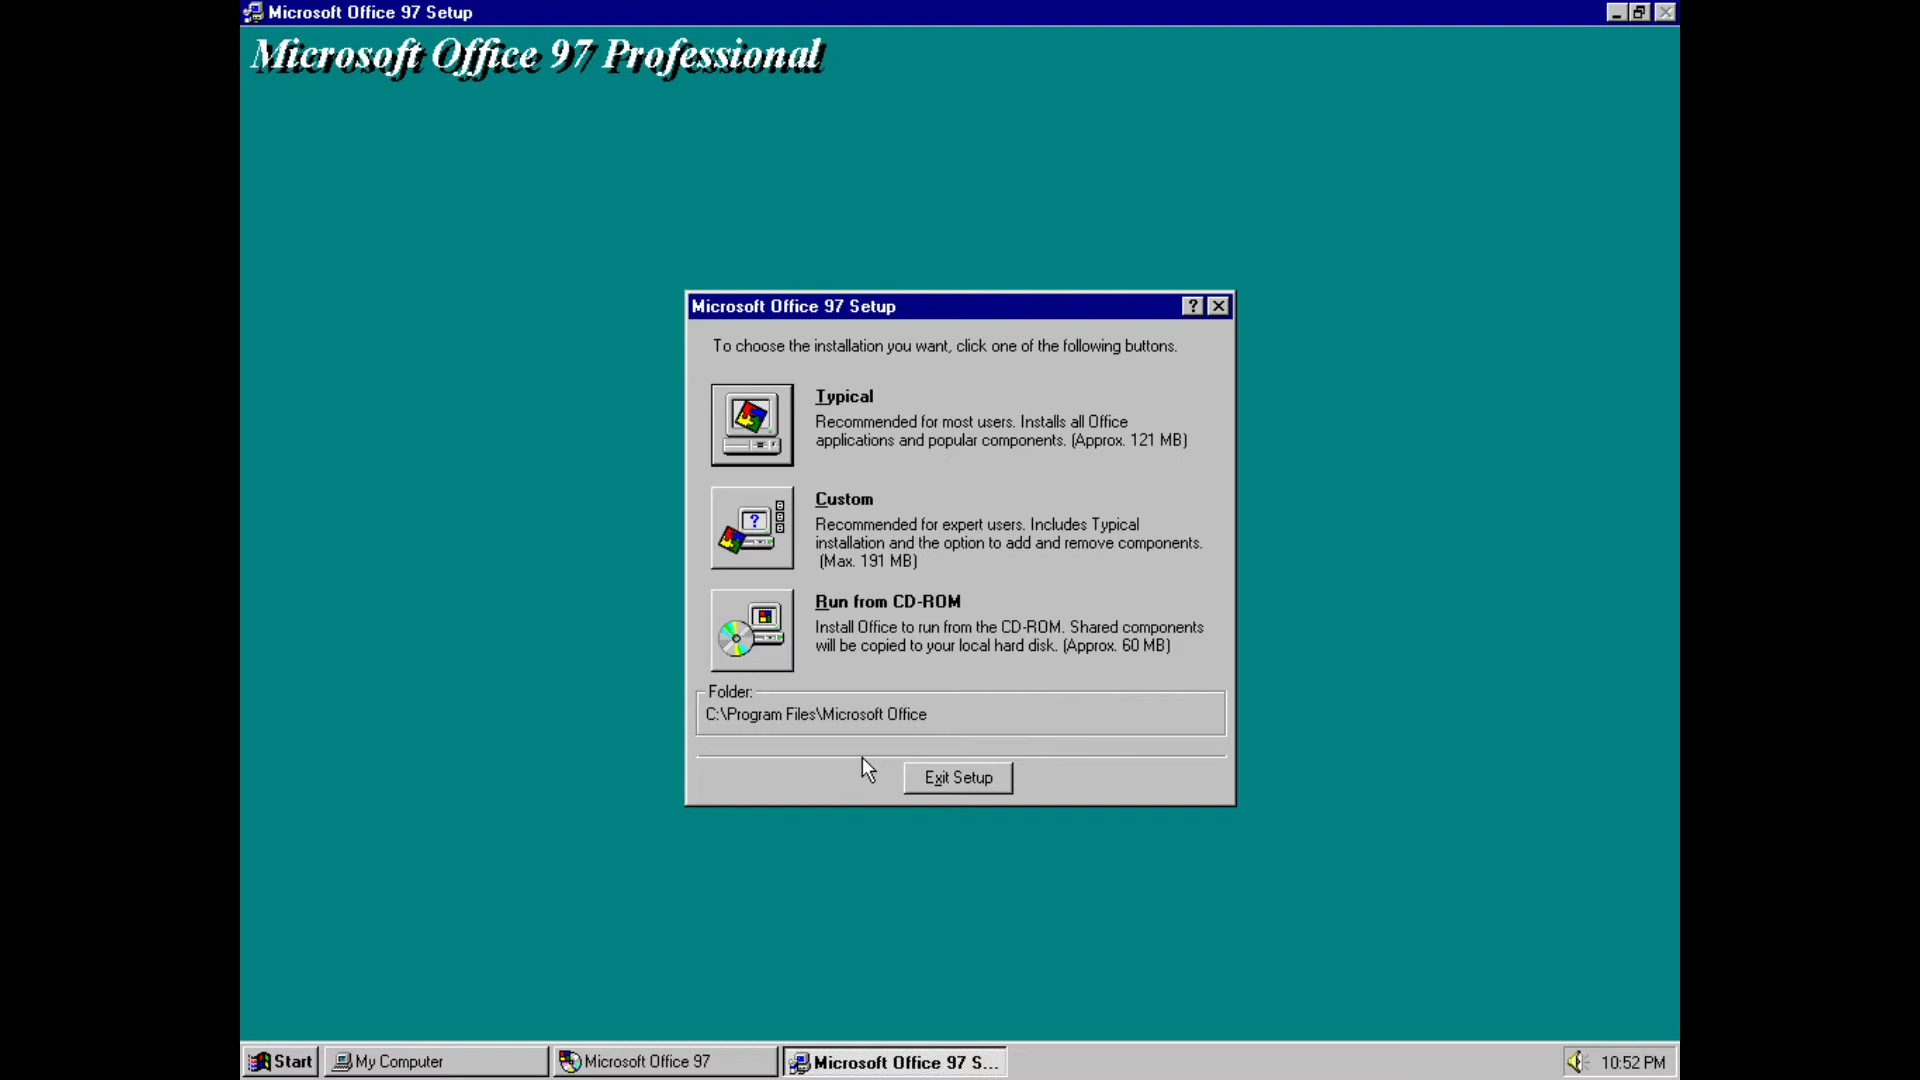 Microsoft Office 97 Setup
Microsoft Office 97 Professional
Microsoft Office 97 Setup
?
To choose the installation you want, click one of the following buttons.
Typical
Recommended for most users. Installs all Office
applications and popular components. (Approx. 121 MB)
?
Custom
Recommended for expert users. Includes Typical
installation and the option to add and remove components.
(Max. 191 MB)
Run from CD-ROM
Install Office to run from the CD-ROM. Shared components
will be copied to your local hard disk. (Approx. 60 MB)
Folder:
C:\Program Files\Microsoft Office
Exit Setup
Start
My Computer
Microsoft Office 97
Microsoft Office 97 S...
10:52 PM